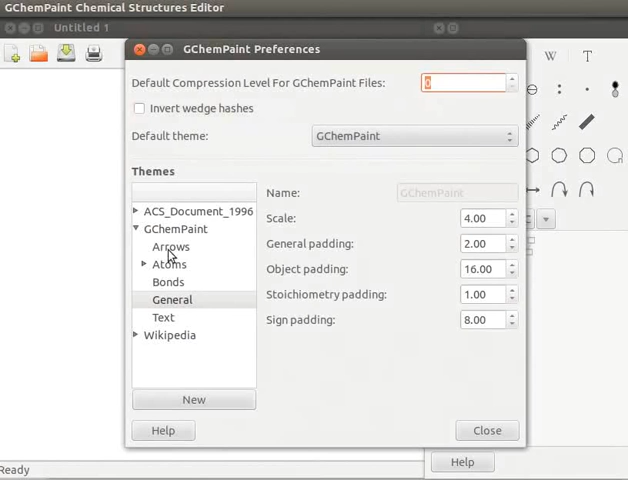 GChemPaint Chemical Structures Editor
Untitled 1
GChemPaint Preferences
Default Compression Level For GChemPaint Files: 0
Invert wedge hashes
Default theme: GChemPaint
Themes
ACS_Document_1996
GChemPaint
Arrows
Atoms
Bonds
General
Text
Wikipedia
New
Name: GChemPaint
Scale: 4.00
General padding: 2.00
Object padding: 16.00
Stoichiometry padding: 1.00
Sign padding: 8.00
Help
Close
W T
Help
Ready